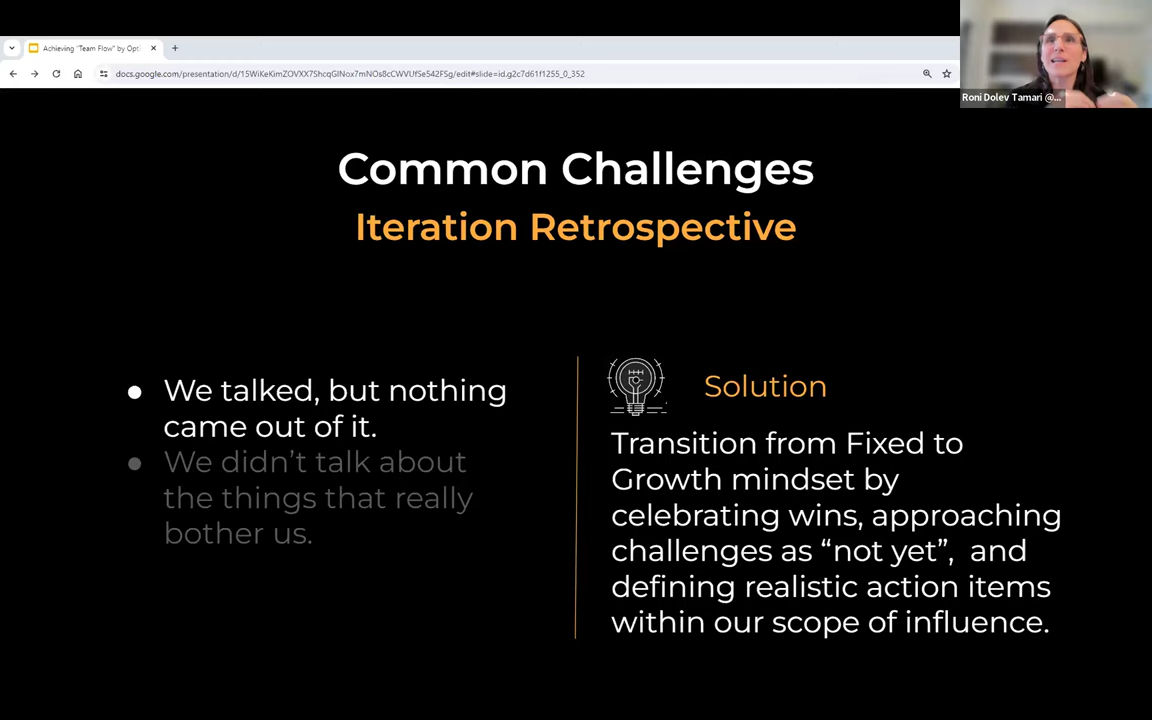 Achieving "Team Flow" by Opti
docs.google.com/presentation/d/15WiKeKimZOVXX7ShcqGlNox7mNOs8cCWVUfSe542FSg/edit#slide=id.g2c7d61f1255_0_352
Roni Dolev Tamari @...
Common Challenges
Iteration Retrospective
● We talked, but nothing
came out of it.
● We didn’t talk about
the things that really
bother us.
Solution
Transition from Fixed to
Growth mindset by
celebrating wins, approaching
challenges as “not yet”, and
defining realistic action items
within our scope of influence.